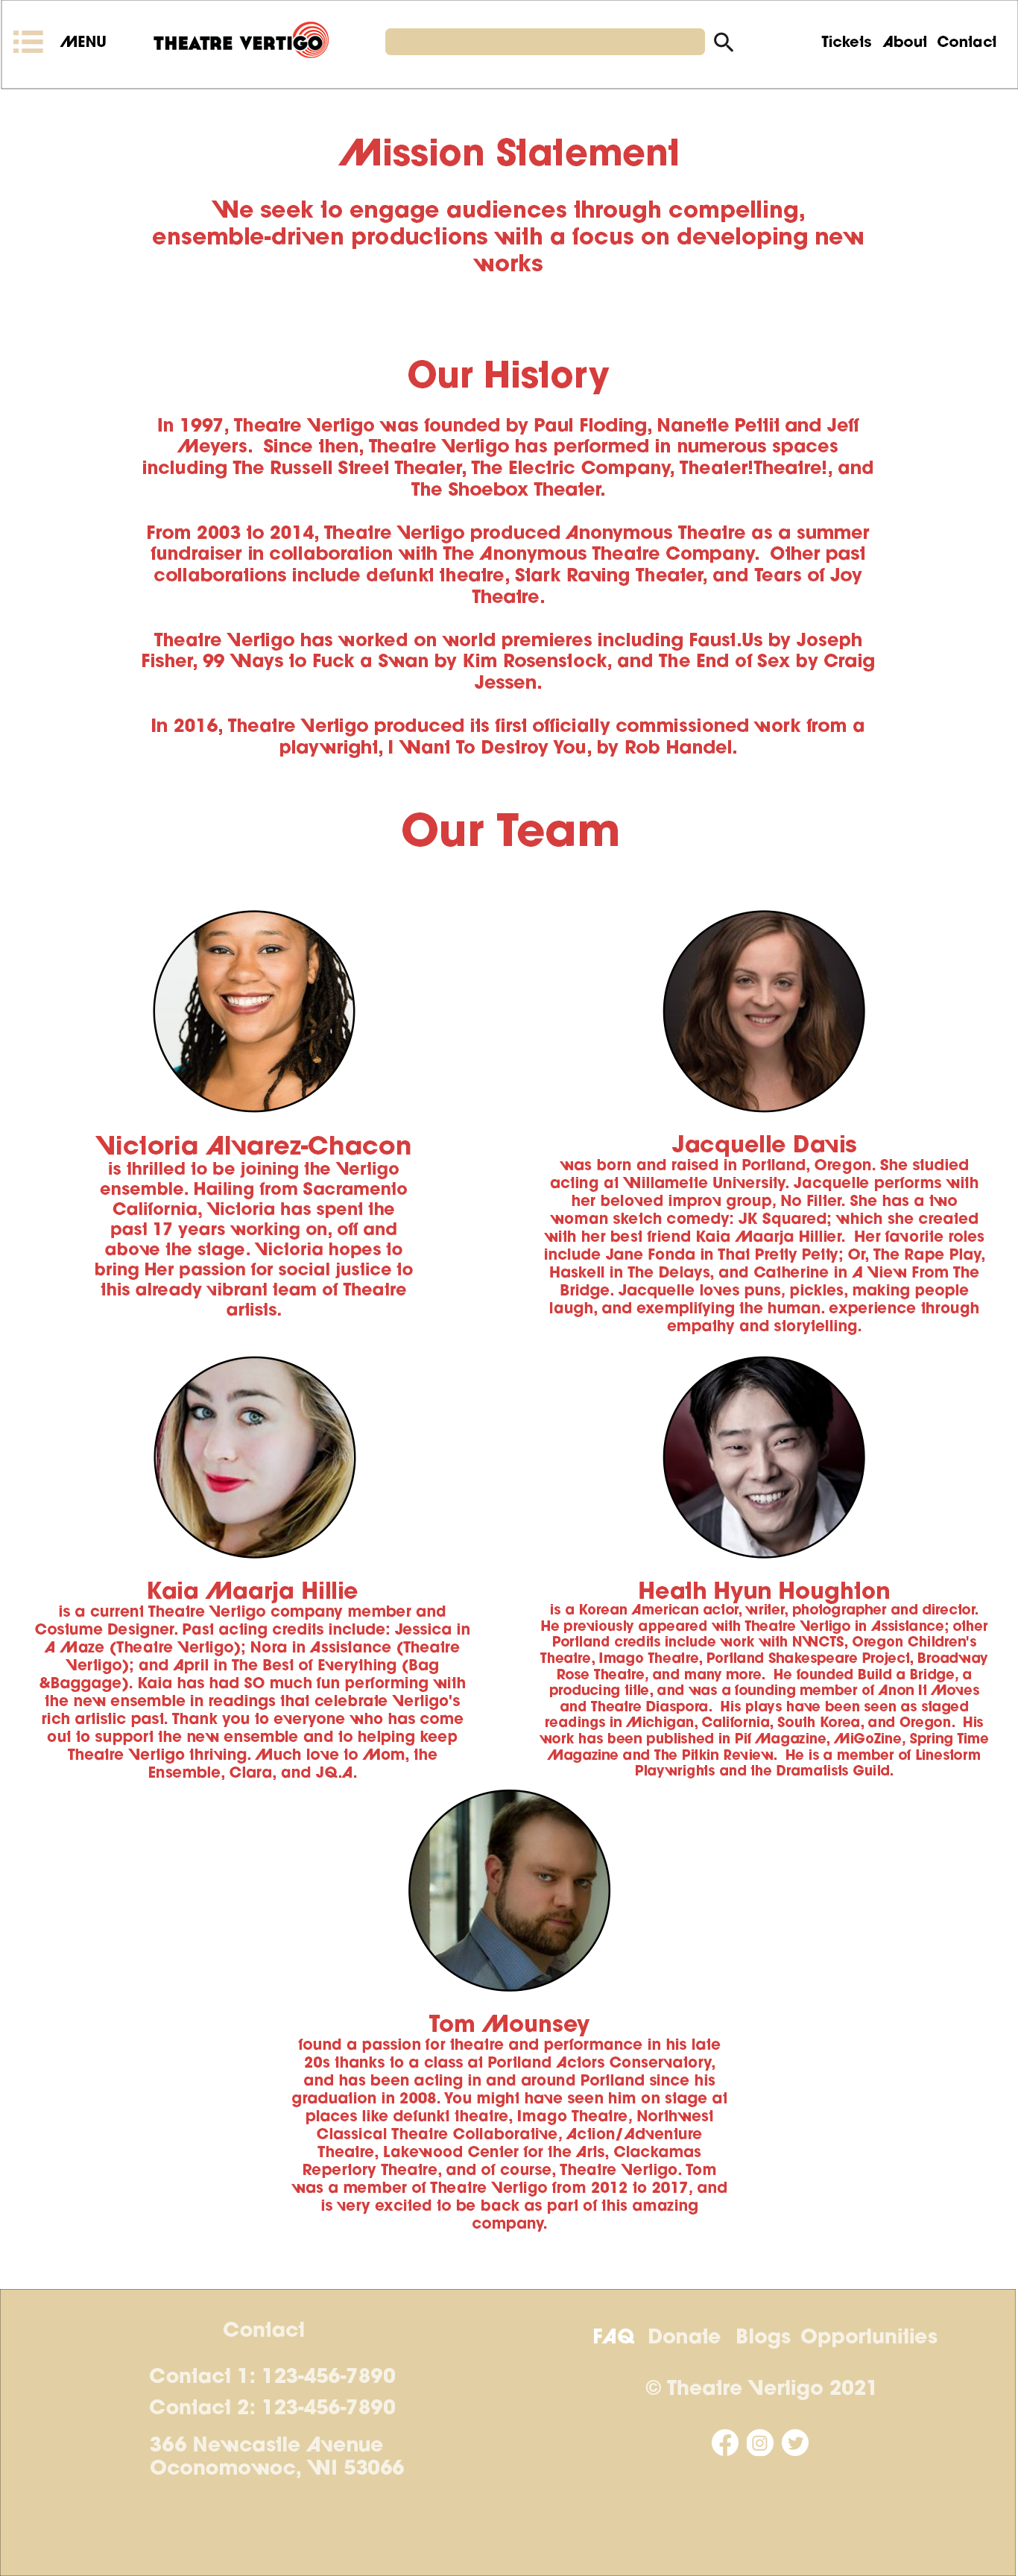 MENU
THEATRE VERTIGO
Tickets About Contact
Mission Statement
We seek to engage audiences through compelling,
ensemble-driven productions with a focus on developing new
works
Our History
In 1997, Theatre Vertigo was founded by Paul Floding, Nanette Pettit and Jeff
Meyers. Since then, Theatre Vertigo has performed in numerous spaces
including The Russell Street Theater, The Electric Company, Theater!Theatre!, and
The Shoebox Theater.
From 2003 to 2014, Theatre Vertigo produced Anonymous Theatre as a summer
fundraiser in collaboration with The Anonymous Theatre Company. Other past
collaborations include defunkt theatre, Stark Raving Theater, and Tears of Joy
Theatre.
Theatre Vertigo has worked on world premieres including Faust.Us by Joseph
Fisher, 99 Ways to Fuck a Swan by Kim Rosenstock, and The End of Sex by Craig
Jessen.
In 2016, Theatre Vertigo produced its first officially commissioned work from a
playwright, I Want To Destroy You, by Rob Handel.
Our Team
Victoria Alvarez-Chacon
is thrilled to be joining the Vertigo
ensemble. Hailing from Sacramento
California, Victoria has spent the
past 17 years working on, off and
above the stage. Victoria hopes to
bring Her passion for social justice to
this already vibrant team of Theatre
artists.
Jacquelle Davis
was born and raised in Portland, Oregon. She studied
acting at Willamette University. Jacquelle performs with
her beloved improv group, No Filter. She has a two
woman sketch comedy: JK Squared; which she created
with her best friend Kaia Maarja Hillier. Her favorite roles
include Jane Fonda in That Pretty Petty; Or, The Rape Play,
Haskell in The Delays, and Catherine in A View From The
Bridge. Jacquelle loves puns, pickles, making people
laugh, and exemplifying the human. experience through
empathy and storytelling.
Kaia Maarja Hillie
is a current Theatre Vertigo company member and
Costume Designer. Past acting credits include: Jessica in
A Maze (Theatre Vertigo); Nora in Assistance (Theatre
Vertigo); and April in The Best of Everything (Bag
&Baggage). Kaia has had SO much fun performing with
the new ensemble in readings that celebrate Vertigo's
rich artistic past. Thank you to everyone who has come
out to support the new ensemble and to helping keep
Theatre Vertigo thriving. Much love to Mom, the
Ensemble, Clara, and JQ.A.
Heath Hyun Houghton
is a Korean American actor, writer, photographer and director.
He previously appeared with Theatre Vertigo in Assistance; other
Portland credits include work with NWCTS, Oregon Children's
Theatre, Imago Theatre, Portland Shakespeare Project, Broadway
Rose Theatre, and many more. He founded Build a Bridge, a
producing title, and was a founding member of Anon It Moves
and Theatre Diaspora. His plays have been seen as staged
readings in Michigan, California, South Korea, and Oregon. His
work has been published in Pif Magazine, MiGoZine, Spring Time
Magazine and The Pitkin Review. He is a member of Linestorm
Playwrights and the Dramatists Guild.
Tom Mounsey
found a passion for theatre and performance in his late
20s thanks to a class at Portland Actors Conservatory,
and has been acting in and around Portland since his
graduation in 2008. You might have seen him on stage at
places like defunkt theatre, Imago Theatre, Northwest
Classical Theatre Collaborative, Action/Adventure
Theatre, Lakewood Center for the Arts, Clackamas
Repertory Theatre, and of course, Theatre Vertigo. Tom
was a member of Theatre Vertigo from 2012 to 2017, and
is very excited to be back as part of this amazing
company.
Contact
Contact 1: 123-456-7890
Contact 2: 123-456-7890
366 Newcastle Avenue
Oconomowoc, WI 53066
FAQ Donate Blogs Opportunities
© Theatre Vertigo 2021